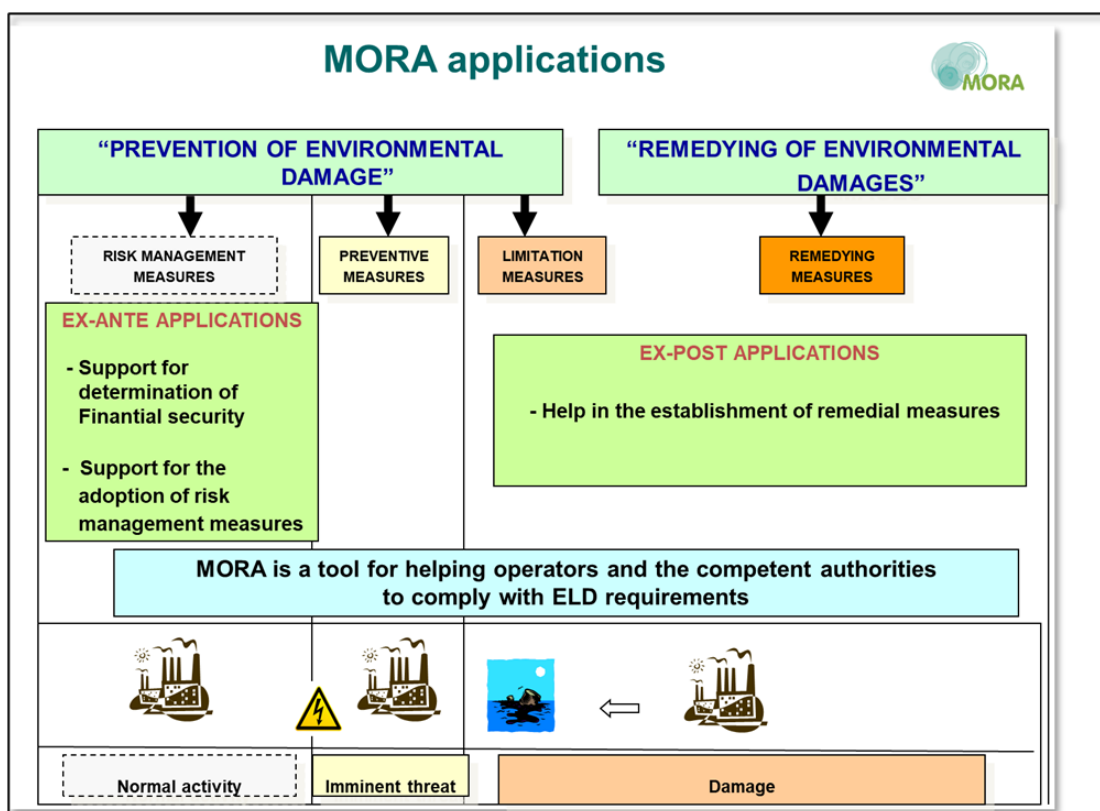 MORA applications
MORA
“PREVENTION OF ENVIRONMENTAL
DAMAGE”
“REMEDYING OF ENVIRONMENTAL
DAMAGES”
RISK MANAGEMENT
MEASURES
PREVENTIVE
MEASURES
LIMITATION
MEASURES
REMEDYING
MEASURES
EX-ANTE APPLICATIONS
- Support for
determination of
Finantial security
- Support for the
adoption of risk
management measures
EX-POST APPLICATIONS
- Help in the establishment of remedial measures
MORA is a tool for helping operators and the competent authorities
to comply with ELD requirements
Normal activity
Imminent threat
Damage